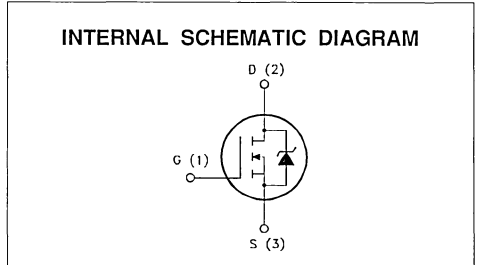 INTERNAL SCHEMATIC DIAGRAM
D (2)
G (1)
S (3)